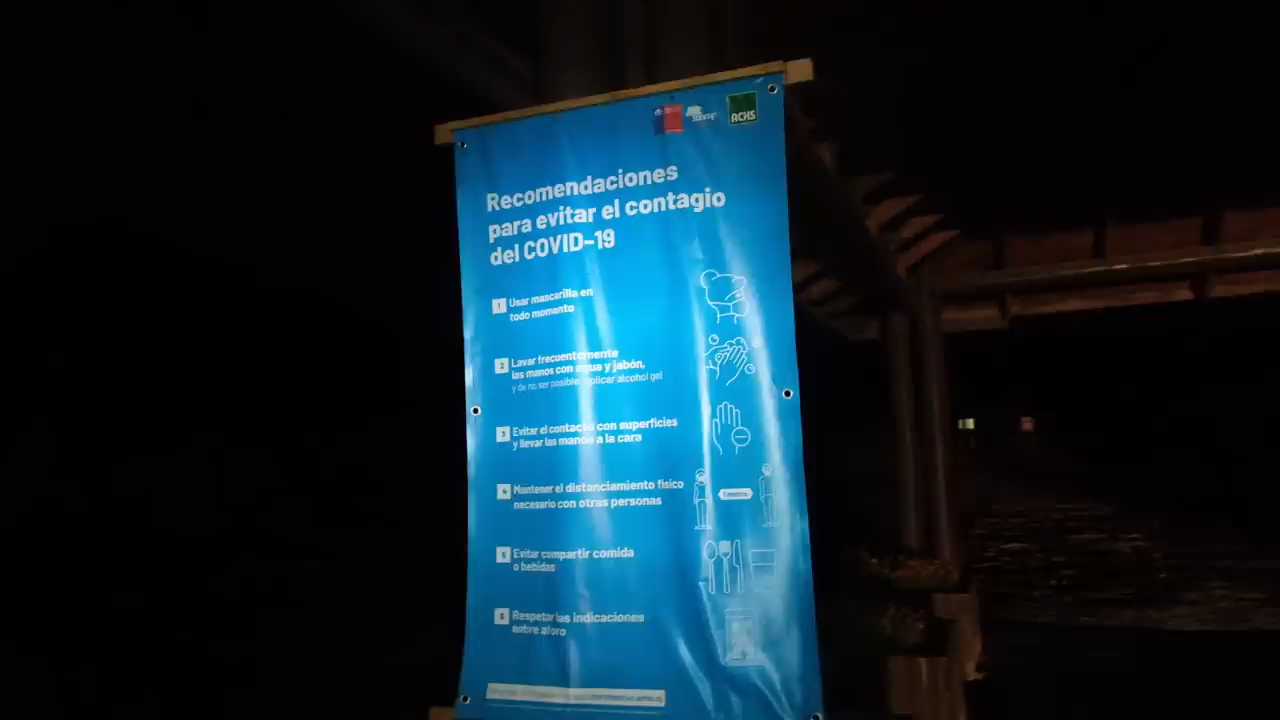 ACHS
Recomendaciones
para evitar el contagio
del COVID-19
1 Usar mascarilla en
todo momento
2 Lavar frecuentemente
las manos con agua y jabón,
y de no ser posible aplicar alcohol gel
3 Evitar el contacto con superficies
y llevar las manos a la cara
4 Mantener el distanciamiento físico
necesario con otras personas
1 metro
5 Evitar compartir comida
o bebidas
6 Respetar las indicaciones
sobre aforo